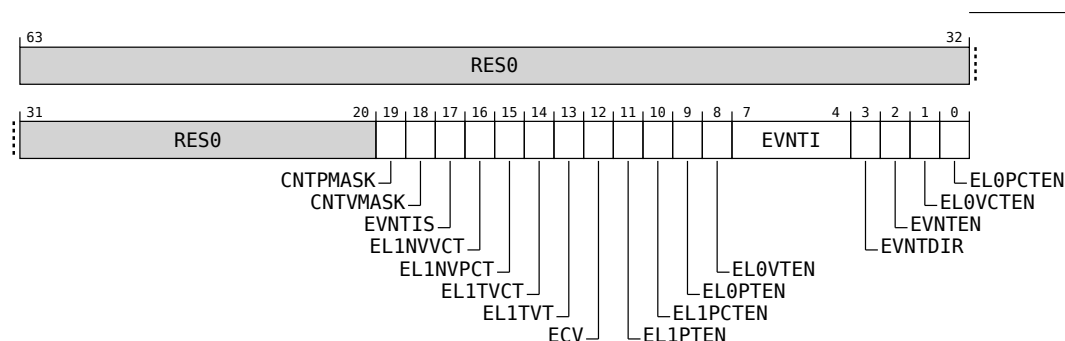 63 32
RES0
31 20 19 18 17 16 15 14 13 12 11 10 9 8 7 4 3 2 1 0
RES0 EVNTI
CNTPMASK EL0PCTEN
CNTVMASK EL0VCTEN
EVNTIS EVNTEN
EL1NVVCT EVNTDIR
EL1NVPCT EL0VTEN
EL1TVCT EL0PTEN
EL1TVT EL1PCTEN
ECV EL1PTEN